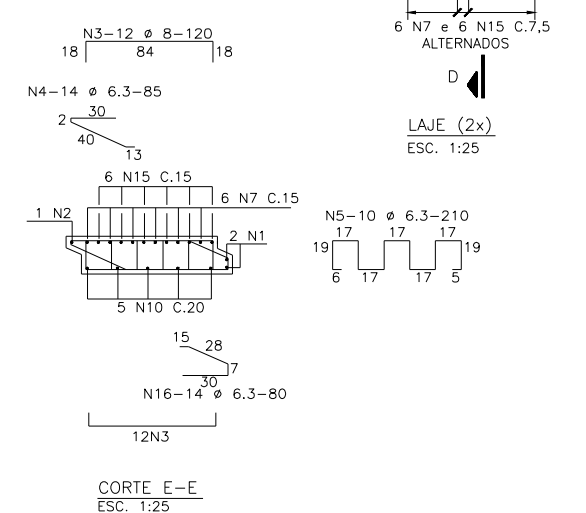 6 N7 e 6 N15 C.7,5
ALTERNADOS
D
LAJE (2x)
ESC. 1:25
N3-12 ø 8-120
18 84 18
N4-14 ø 6.3-85
30
2
40
13
6 N15 C.15
6 N7 C.15
1 N2
2 N1
5 N10 C.20
N5-10 ø 6.3-210
17 17 17
19 19
6 17 17 5
15
28
7
30
N16-14 ø 6.3-80
12N3
CORTE E-E
ESC. 1:25